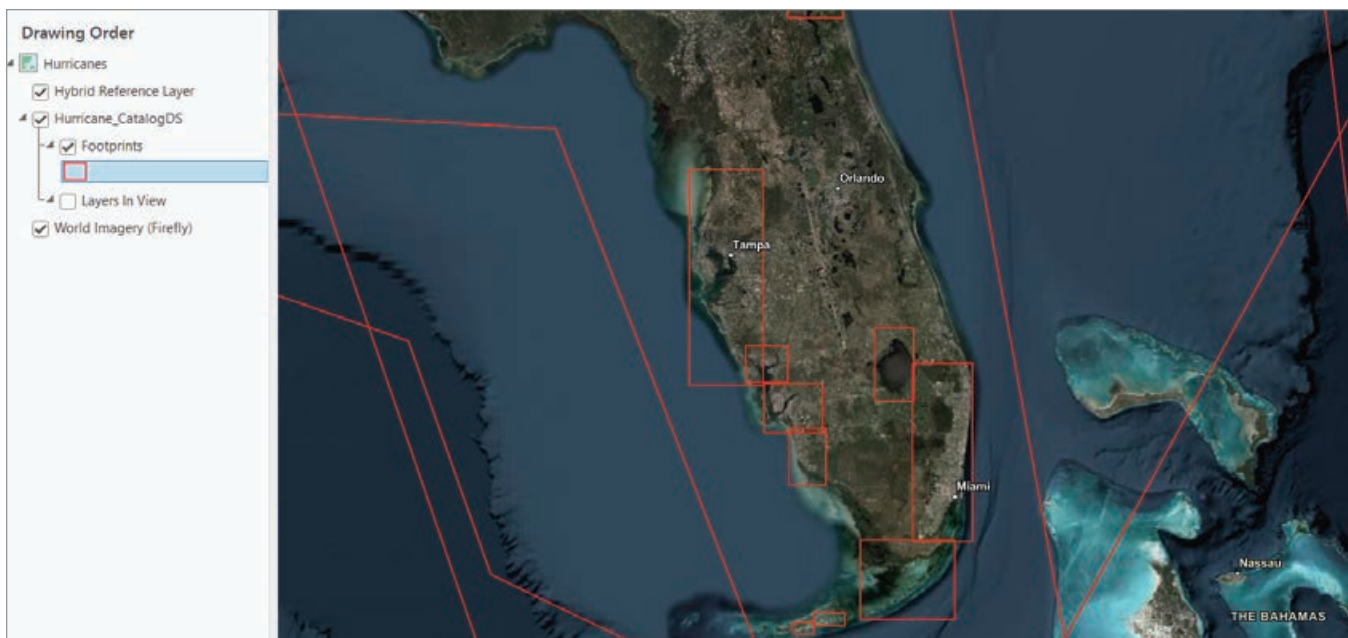 Drawing Order
Hurricanes
Hybrid Reference Layer
Hurricane_CatalogDS
Footprints
Layers In View
World Imagery (Firefly)
Orlando
Tampa
Miami
Nassau
THE BAHAMAS